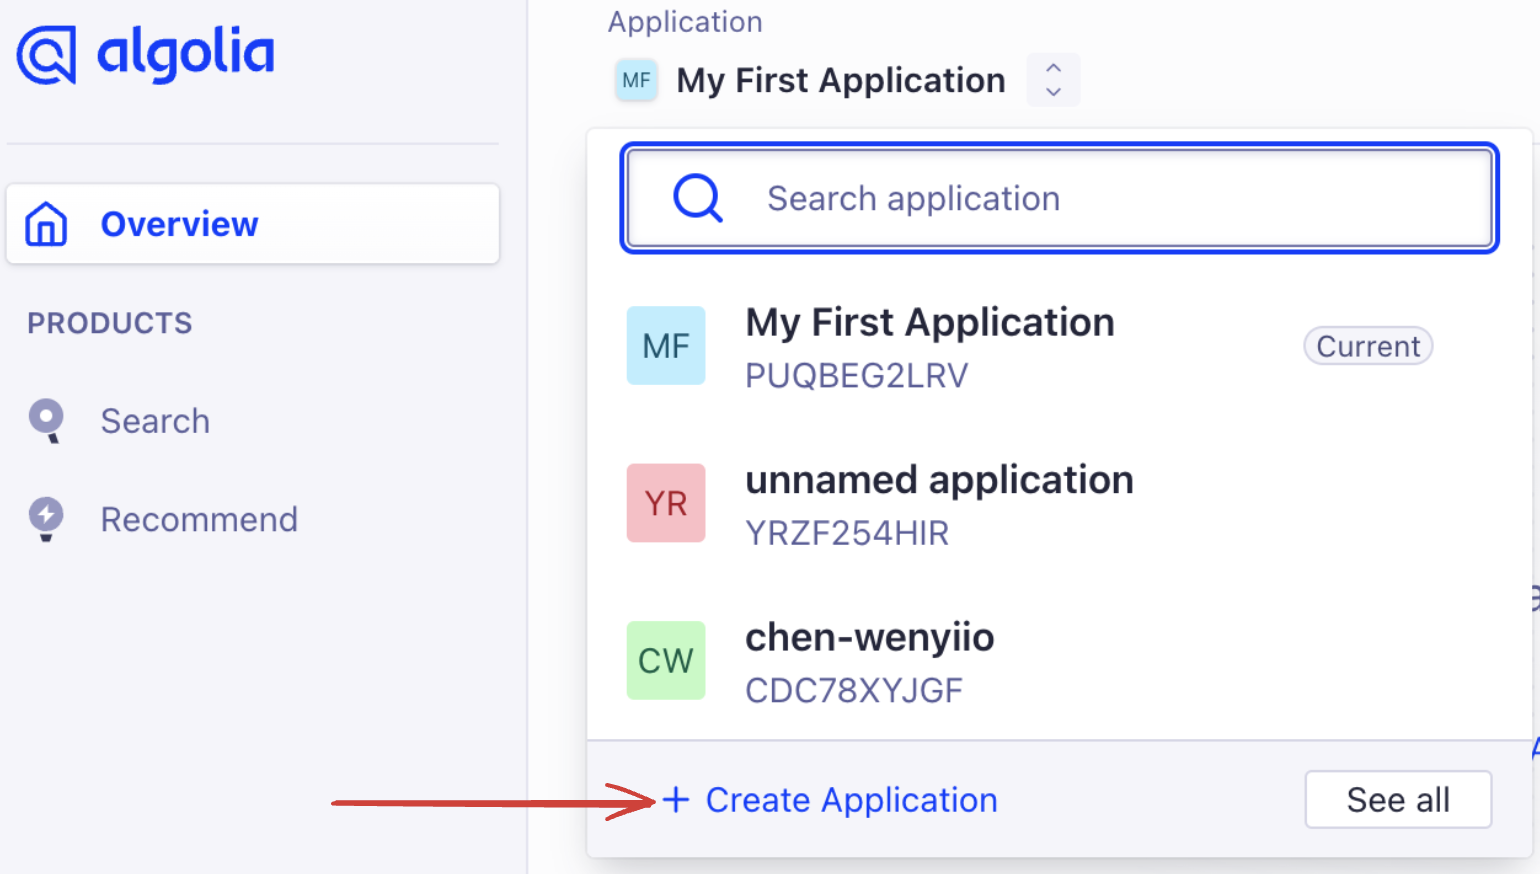 algolia
Overview
PRODUCTS
Search
Recommend
Application
MF My First Application
Search application
MF
My First Application
PUQBEG2LRV
Current
YR
unnamed application
YRZF254HIR
CW
chen-wenyiio
CDC78XYJGF
+ Create Application
See all